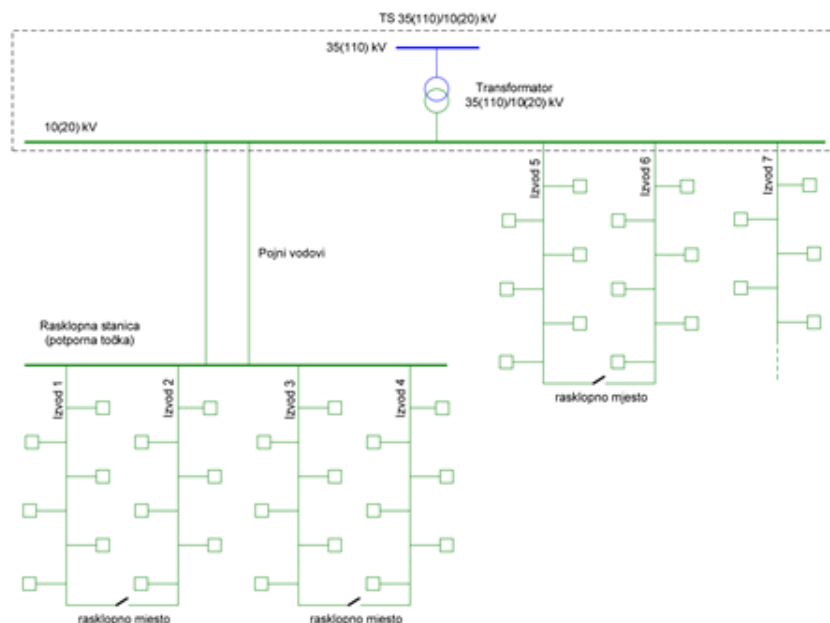 TS 35(110)/10(20) kV
35(110) kV
Transformator
35(110)/10(20) kV
10(20) kV
Izvod 5
Izvod 6
Izvod 7
Pojni vodovi
Rasklopna stanica
(potporna točka)
Izvod 1
Izvod 2
Izvod 3
Izvod 4
rasklopno mjesto
rasklopno mjesto
rasklopno mjesto